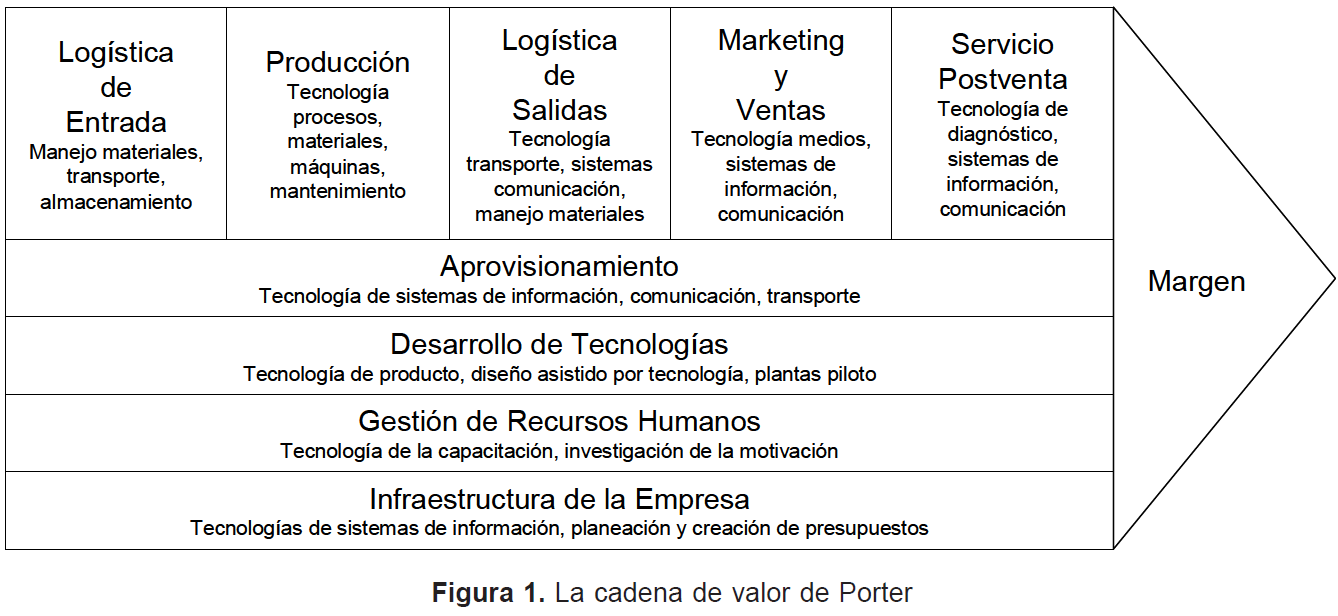 Logística
de
Entrada
Manejo materiales,
transporte,
almacenamiento
Producción
Tecnología
procesos,
materiales,
máquinas,
mantenimiento
Logística
de
Salidas
Tecnología
transporte, sistemas
comunicación,
manejo materiales
Marketing
y
Ventas
Tecnología medios,
sistemas de
información,
comunicación
Servicio
Postventa
Tecnología de
diagnóstico,
sistemas de
información,
comunicación
Aprovisionamiento
Tecnología de sistemas de información, comunicación, transporte
Desarrollo de Tecnologías
Tecnología de producto, diseño asistido por tecnología, plantas piloto
Gestión de Recursos Humanos
Tecnología de la capacitación, investigación de la motivación
Infraestructura de la Empresa
Tecnologías de sistemas de información, planeación y creación de presupuestos
Margen
Figura 1. La cadena de valor de Porter